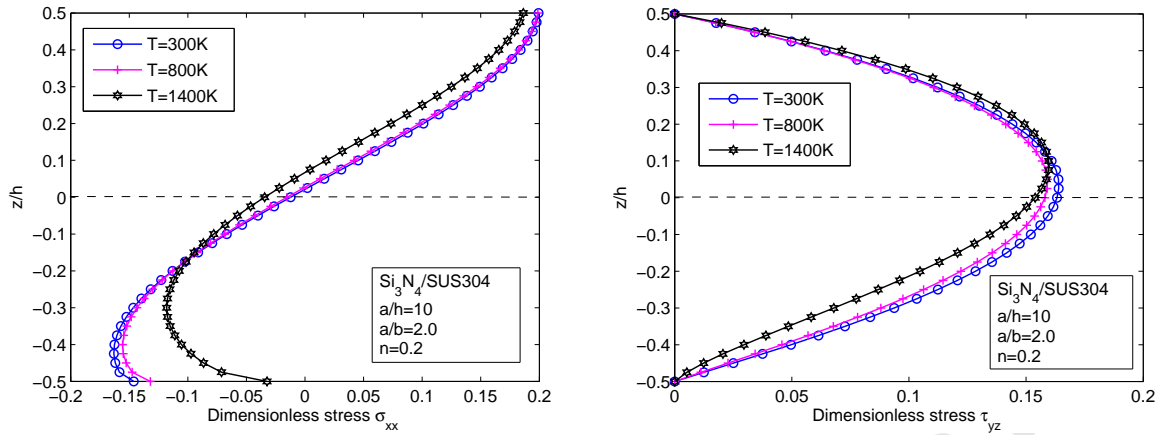 0.5
0.4
0.3
0.2
0.1
0
−0.1
−0.2
−0.3
−0.4
−0.5
z/h
T=300K
T=800K
T=1400K
Si3N4/SUS304
a/h=10
a/b=2.0
n=0.2
−0.2 −0.15 −0.1 −0.05 0 0.05 0.1 0.15 0.2
Dimensionless stress σxx
0.5
0.4
0.3
0.2
0.1
0
−0.1
−0.2
−0.3
−0.4
−0.5
z/h
T=300K
T=800K
T=1400K
Si3N4/SUS304
a/h=10
a/b=2.0
n=0.2
0 0.05 0.1 0.15 0.2
Dimensionless stress τyz